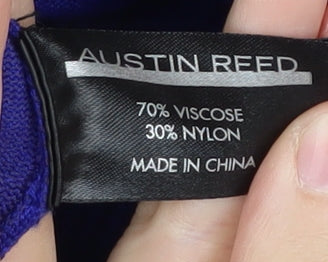 AUSTIN REED
70% VISCOSE
30% NYLON
MADE IN CHINA